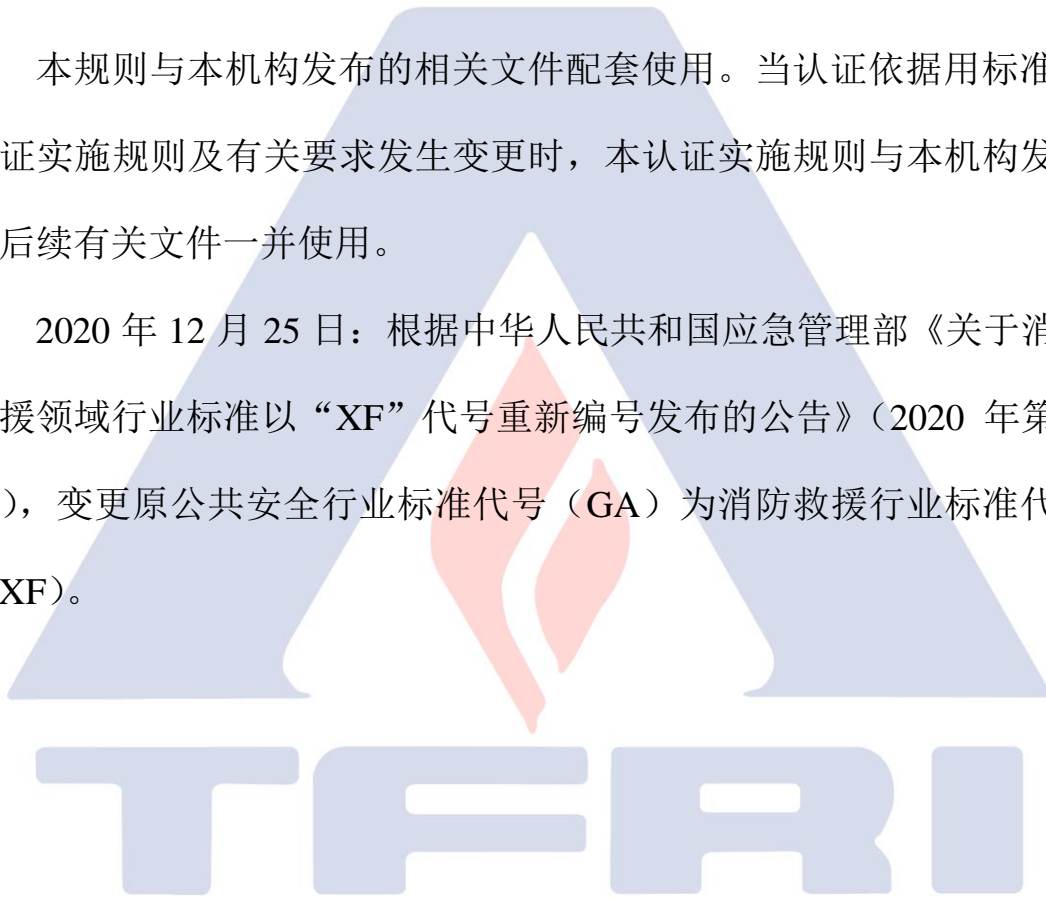 本规则与本机构发布的相关文件配套使用。当认证依据用标准
证实施规则及有关要求发生变更时，本认证实施规则与本机构发
后续有关文件一并使用。
2020 年 12 月 25 日：根据中华人民共和国应急管理部《关于消
援领域行业标准以“XF”代号重新编号发布的公告》（2020 年第
），变更原公共安全行业标准代号（GA）为消防救援行业标准代
XF）。
TFRI